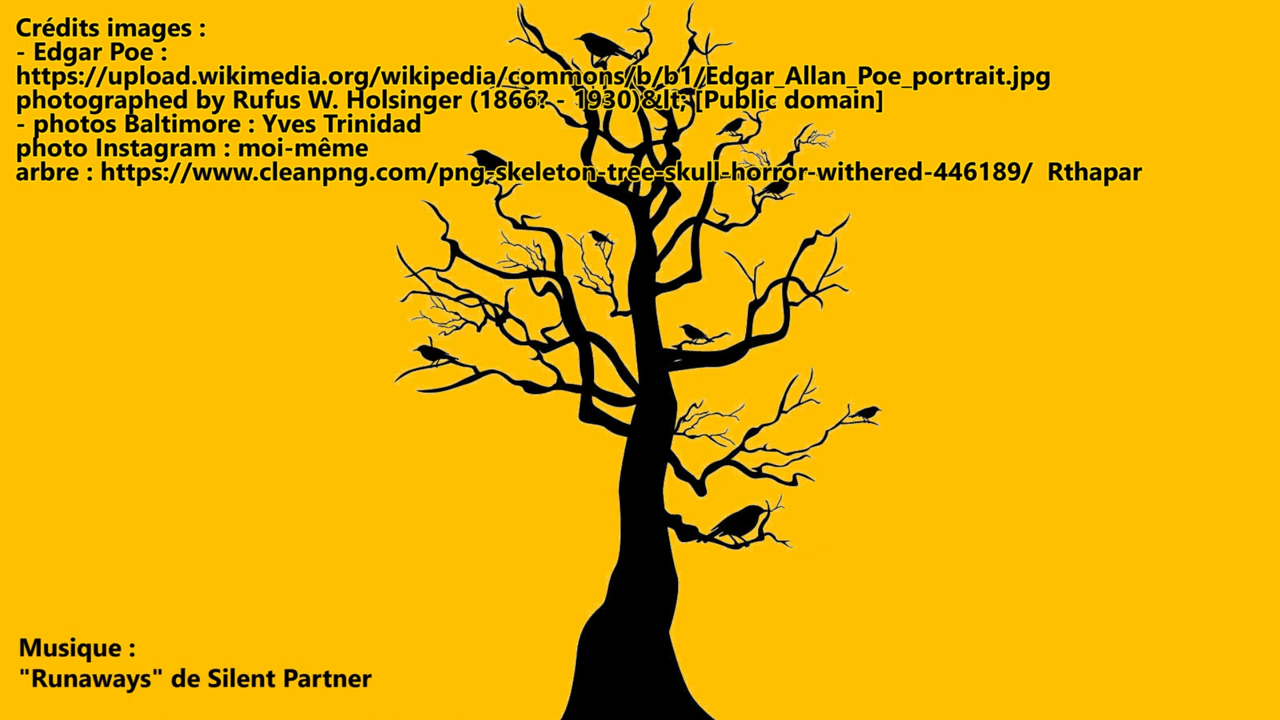 Crédits images :
- Edgar Poe :
https://upload.wikimedia.org/wikipedia/commons/b/b1/Edgar_Allan_Poe_portrait.jpg
photographed by Rufus W. Holsinger (1866? - 1930)&lt; [Public domain]
- photos Baltimore : Yves Trinidad
photo Instagram : moi-même
arbre : https://www.cleanpng.com/png-skeleton-tree-skull-horror-withered-446189/ Rthapar
Musique :
"Runaways" de Silent Partner